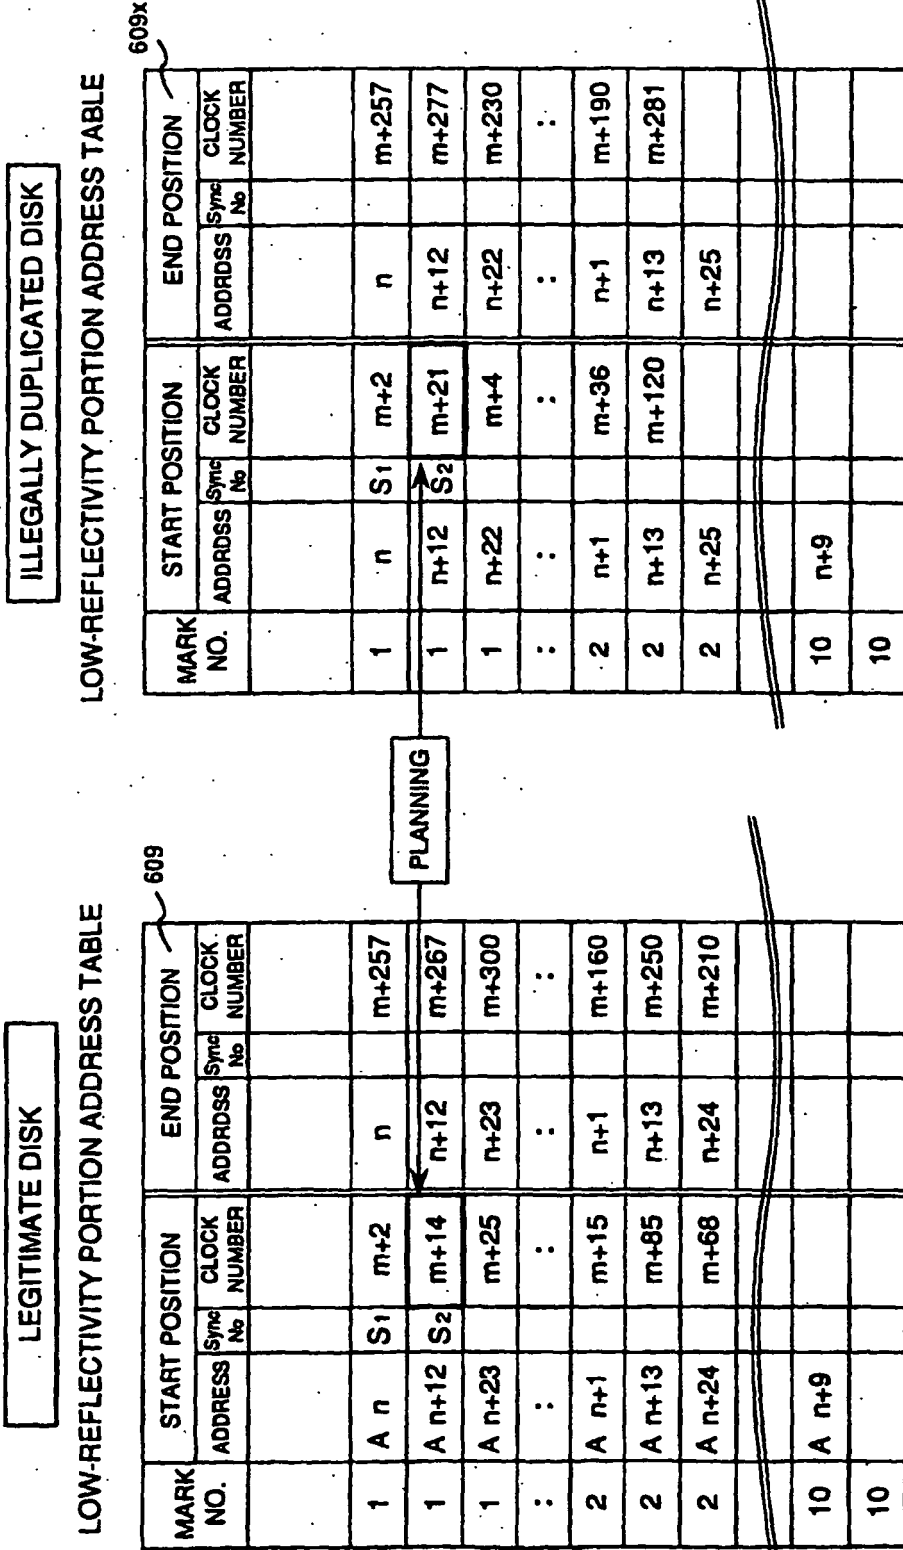 LEGITIMATE DISK
LOW-REFLECTIVITY PORTION ADDRESS TABLE
609
MARK NO. START POSITION END POSITION
ADDRESS Sync No CLOCK NUMBER ADDRDSS Sync No CLOCK NUMBER
1 A n S1 m+2 n m+257
1 A n+12 S2 m+14 n+12 m+267
1 A n+23 m+25 n+23 m+300
: : : : :
2 A n+1 m+15 n+1 m+160
2 A n+13 m+85 n+13 m+250
2 A n+24 m+68 n+24 m+210
10 A n+9
10
PLANNING
ILLEGALLY DUPLICATED DISK
LOW-REFLECTIVITY PORTION ADDRESS TABLE
609x
MARK NO. START POSITION END POSITION
ADDRDSS Sync No CLOCK NUMBER ADDRDSS Sync No CLOCK NUMBER
1 n S1 m+2 n m+257
1 n+12 S2 m+21 n+12 m+277
1 n+22 m+4 n+22 m+230
: : : : :
2 n+1 m+36 n+1 m+190
2 n+13 m+120 n+13 m+281
2 n+25 n+25
10 n+9
10